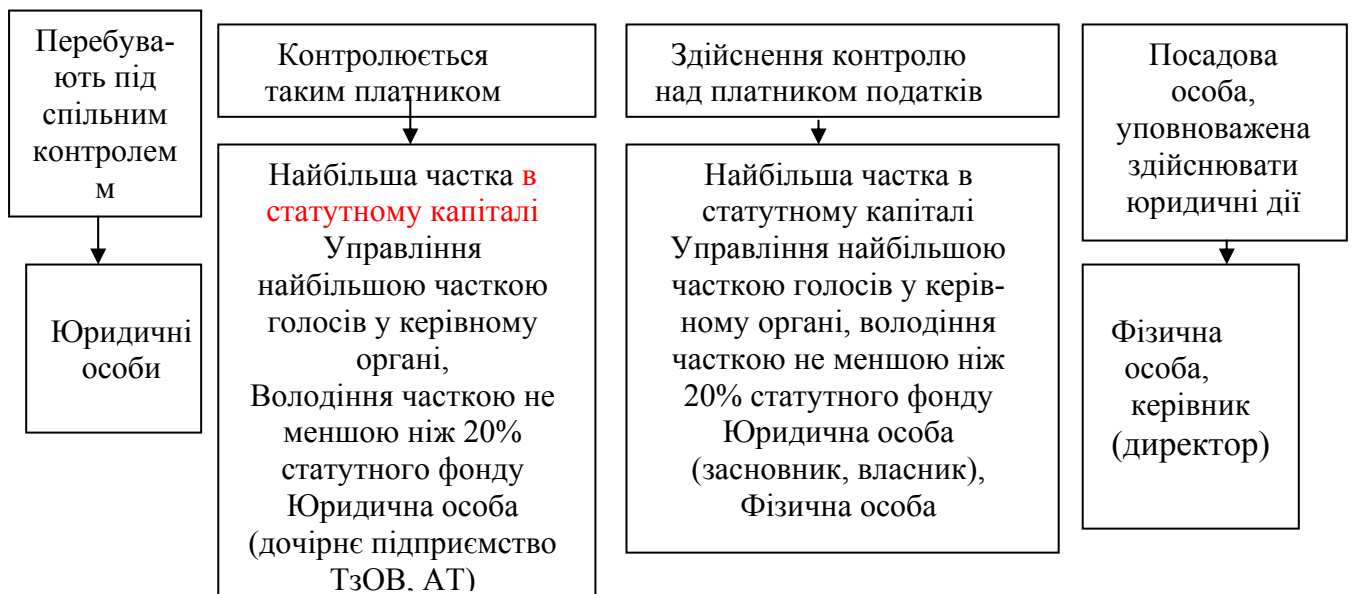 Перебува-
ють під
спільним
контролем
м
Юридичні
особи
Контролюється
таким платником
Найбільша частка в
статутному капіталі
Управління
найбільшою часткою
голосів у керівному
органі,
Володіння часткою не
меншою ніж 20%
статутного фонду
Юридична особа
(дочірнє підприємство
ТзОВ, АТ)
Здійснення контролю
над платником податків
Найбільша частка в
статутному капіталі
Управління найбільшою
часткою голосів у керів-
ному органі, володіння
часткою не меншою ніж
20% статутного фонду
Юридична особа
(засновник, власник),
Фізична особа
Посадова
особа,
уповноважена
здійснювати
юридичні дії
Фізична
особа,
керівник
(директор)